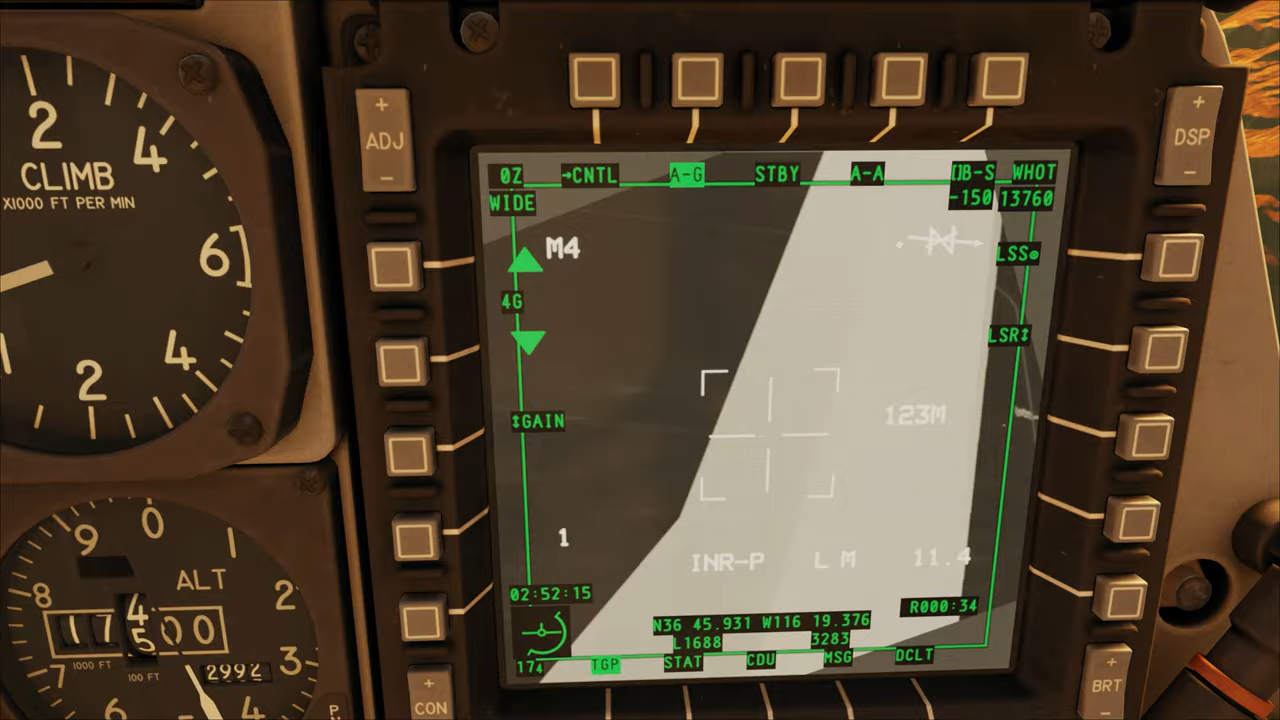 0Z →CNTL A-G STBY A-A WHOT
WIDE -150 13760
M4
LSS
4G
LSR↕
↕GAIN
123M
1
INR-P L M 11.4
02:52:15
R000:34
N36 45.931 W116 19.376
L1688 3283
174 TGP STAT CDU MSG DCLT
+
ADJ
-
+
DSP
-
+
CON
+
BRT
-
2 4
CLIMB
X1000 FT PER MIN
6
4
2
9 0 1
ALT
8 2
1000 FT 100 FT
2992
7 3
6 4